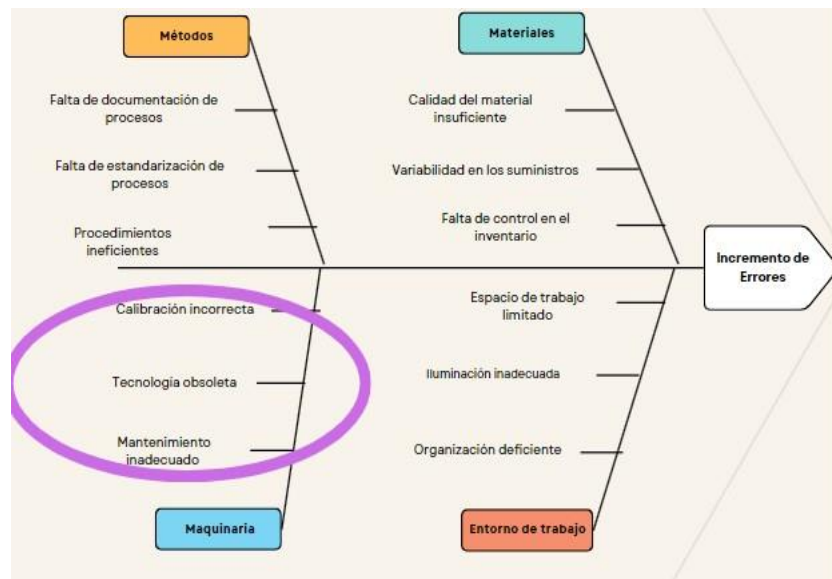 Métodos
Materiales
Falta de documentación de
procesos
Falta de estandarización de
procesos
Procedimientos
ineficientes
Calidad del material
insuficiente
Variabilidad en los suministros
Falta de control en el
inventario
Incremento de
Errores
Calibración incorrecta
Tecnología obsoleta
Mantenimiento
inadecuado
Espacio de trabajo
limitado
Iluminación inadecuada
Organización deficiente
Maquinaria
Entorno de trabajo